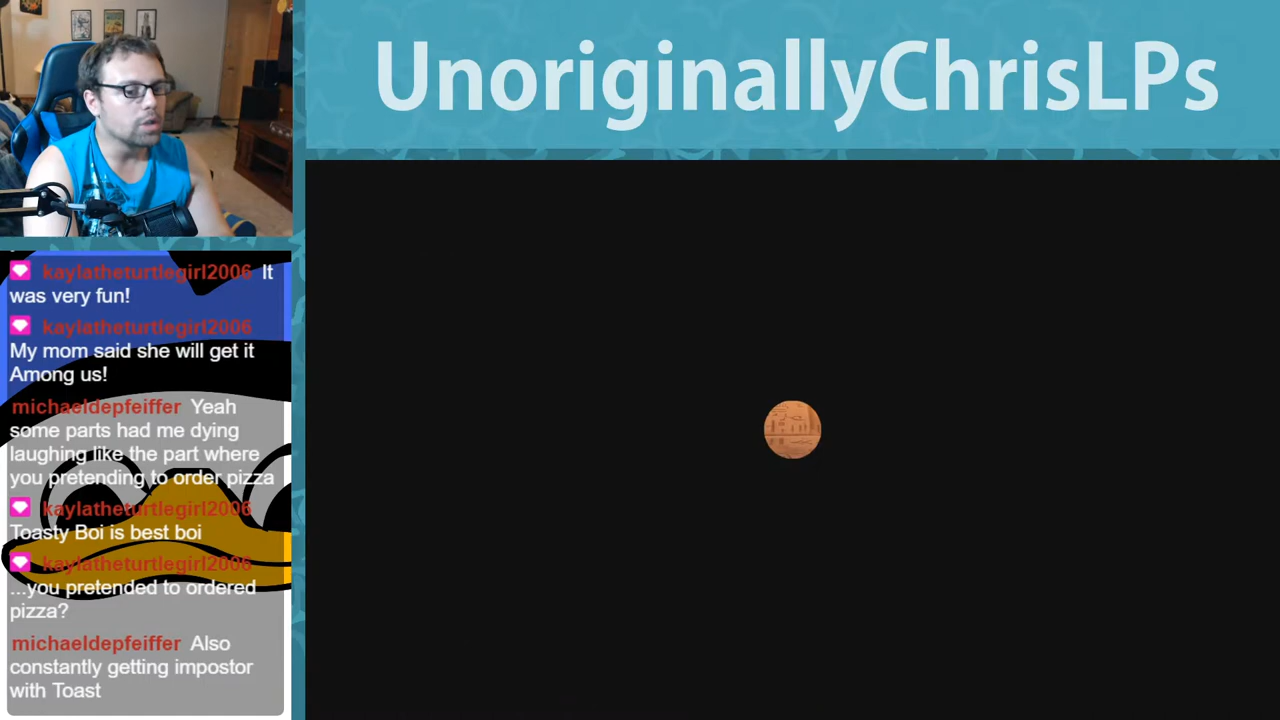 UnoriginallyChrisLPs
kaylatheturtlegirl2006 It
was very fun!
kaylatheturtlegirl2006
My mom said she will get it
Among us!
michaeldepfeiffer Yeah
some parts had me dying
laughing like the part where
you pretending to order pizza
kaylatheturtlegirl2006
Toasty Boi is best boi
kaylatheturtlegirl2006
...you pretended to ordered
pizza?
michaeldepfeiffer Also
constantly getting impostor
with Toast